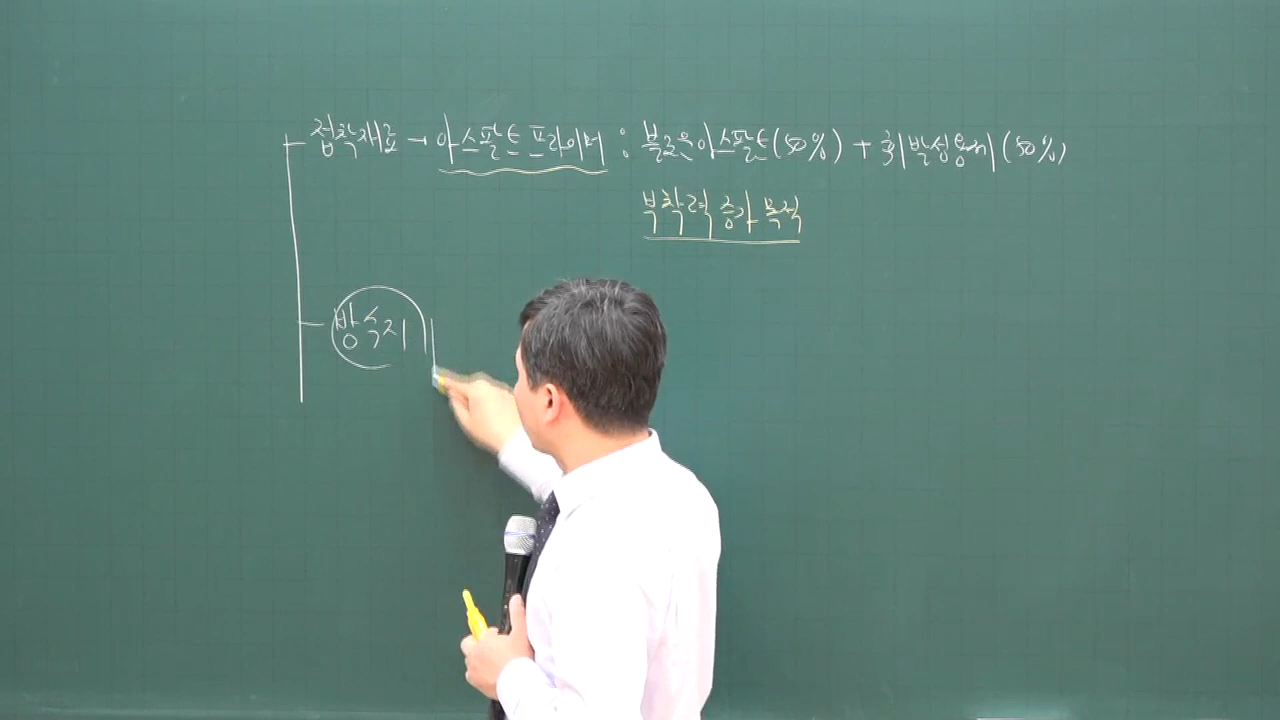 접착재료 → 아스팔트 프라이머 : 블로운아스팔트(50%) + 휘발성용제(50%)
부착력 증가 목적
방수지